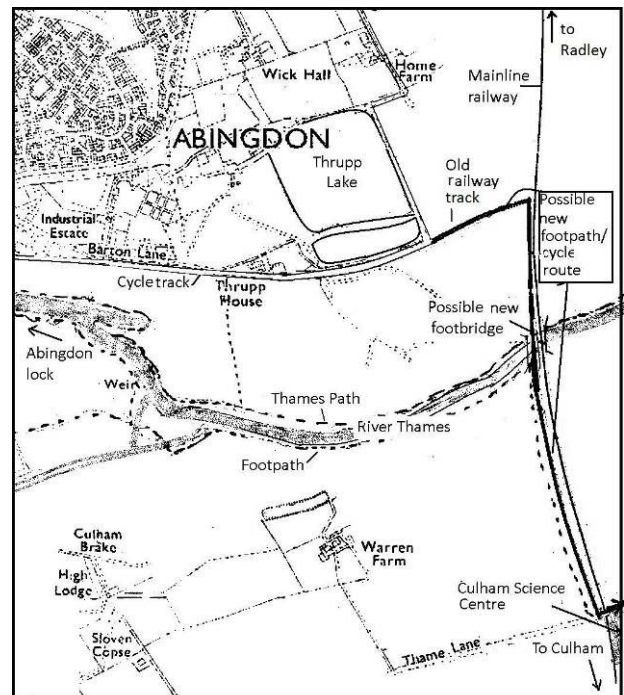 to
Radley
Mainline
railway
Wick Hall
Home
Farm
ABINGDON
Thrupp
Lake
Old
railway
track
Possible
new
footpath/
cycle
route
Industrial
Estate
Barton Lane
Cycle track
Thrupp
House
Possible new
footbridge
Abingdon
lock
Weir
Thames Path
River Thames
Footpath
Culham
Brake
High
Lodge
Warren
Farm
Sloven
Copse
Culham Science
Centre
Thame Lane
To Culham